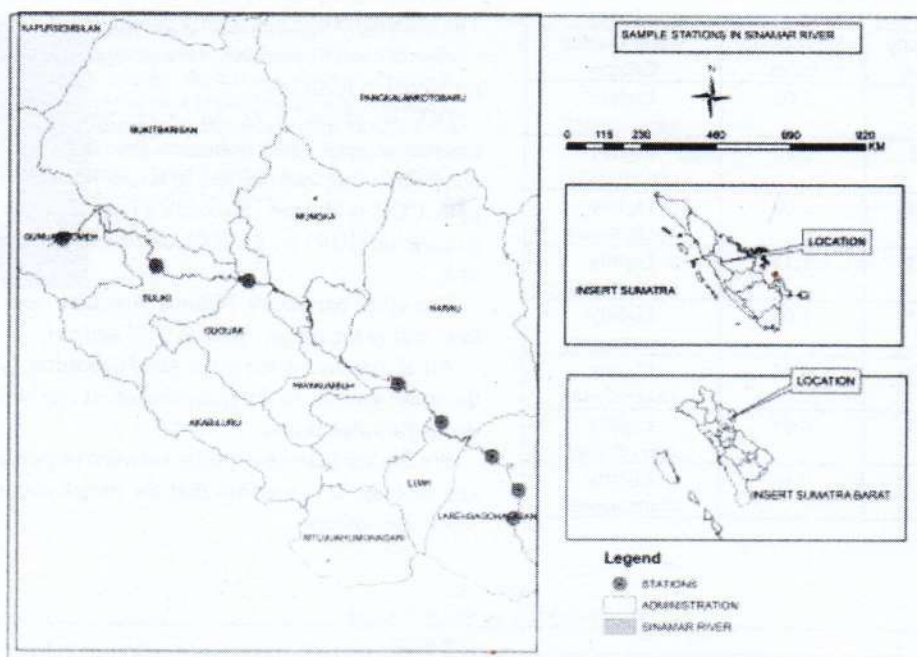 KAPURSEMBILAN
SAMPLE STATIONS IN SINAMAR RIVER
N
PANGKALANKOTOBARU
BUKITBARISAN
0 115 230 460 690 920
KM
MUNGKA
LOCATION
SULIKI
HARAU
INSERT SUMATRA
GUGUAK
PAYAKUMBUH
LOCATION
AKABILURU
LUAK
INSERT SUMATRA BARAT
LAREHSAGOHALABAN
SITUJUAHLIMONAGARI
Legend
STATIONS
ADMINISTRATION
SINAMAR RIVER